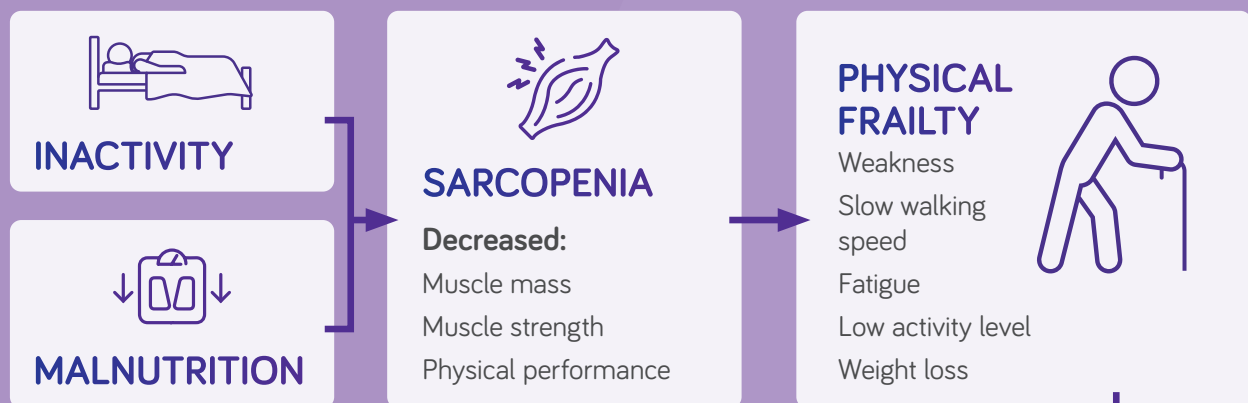 INACTIVITY
MALNUTRITION
SARCOPENIA
Decreased:
Muscle mass
Muscle strength
Physical performance
PHYSICAL
FRAILTY
Weakness
Slow walking
speed
Fatigue
Low activity level
Weight loss